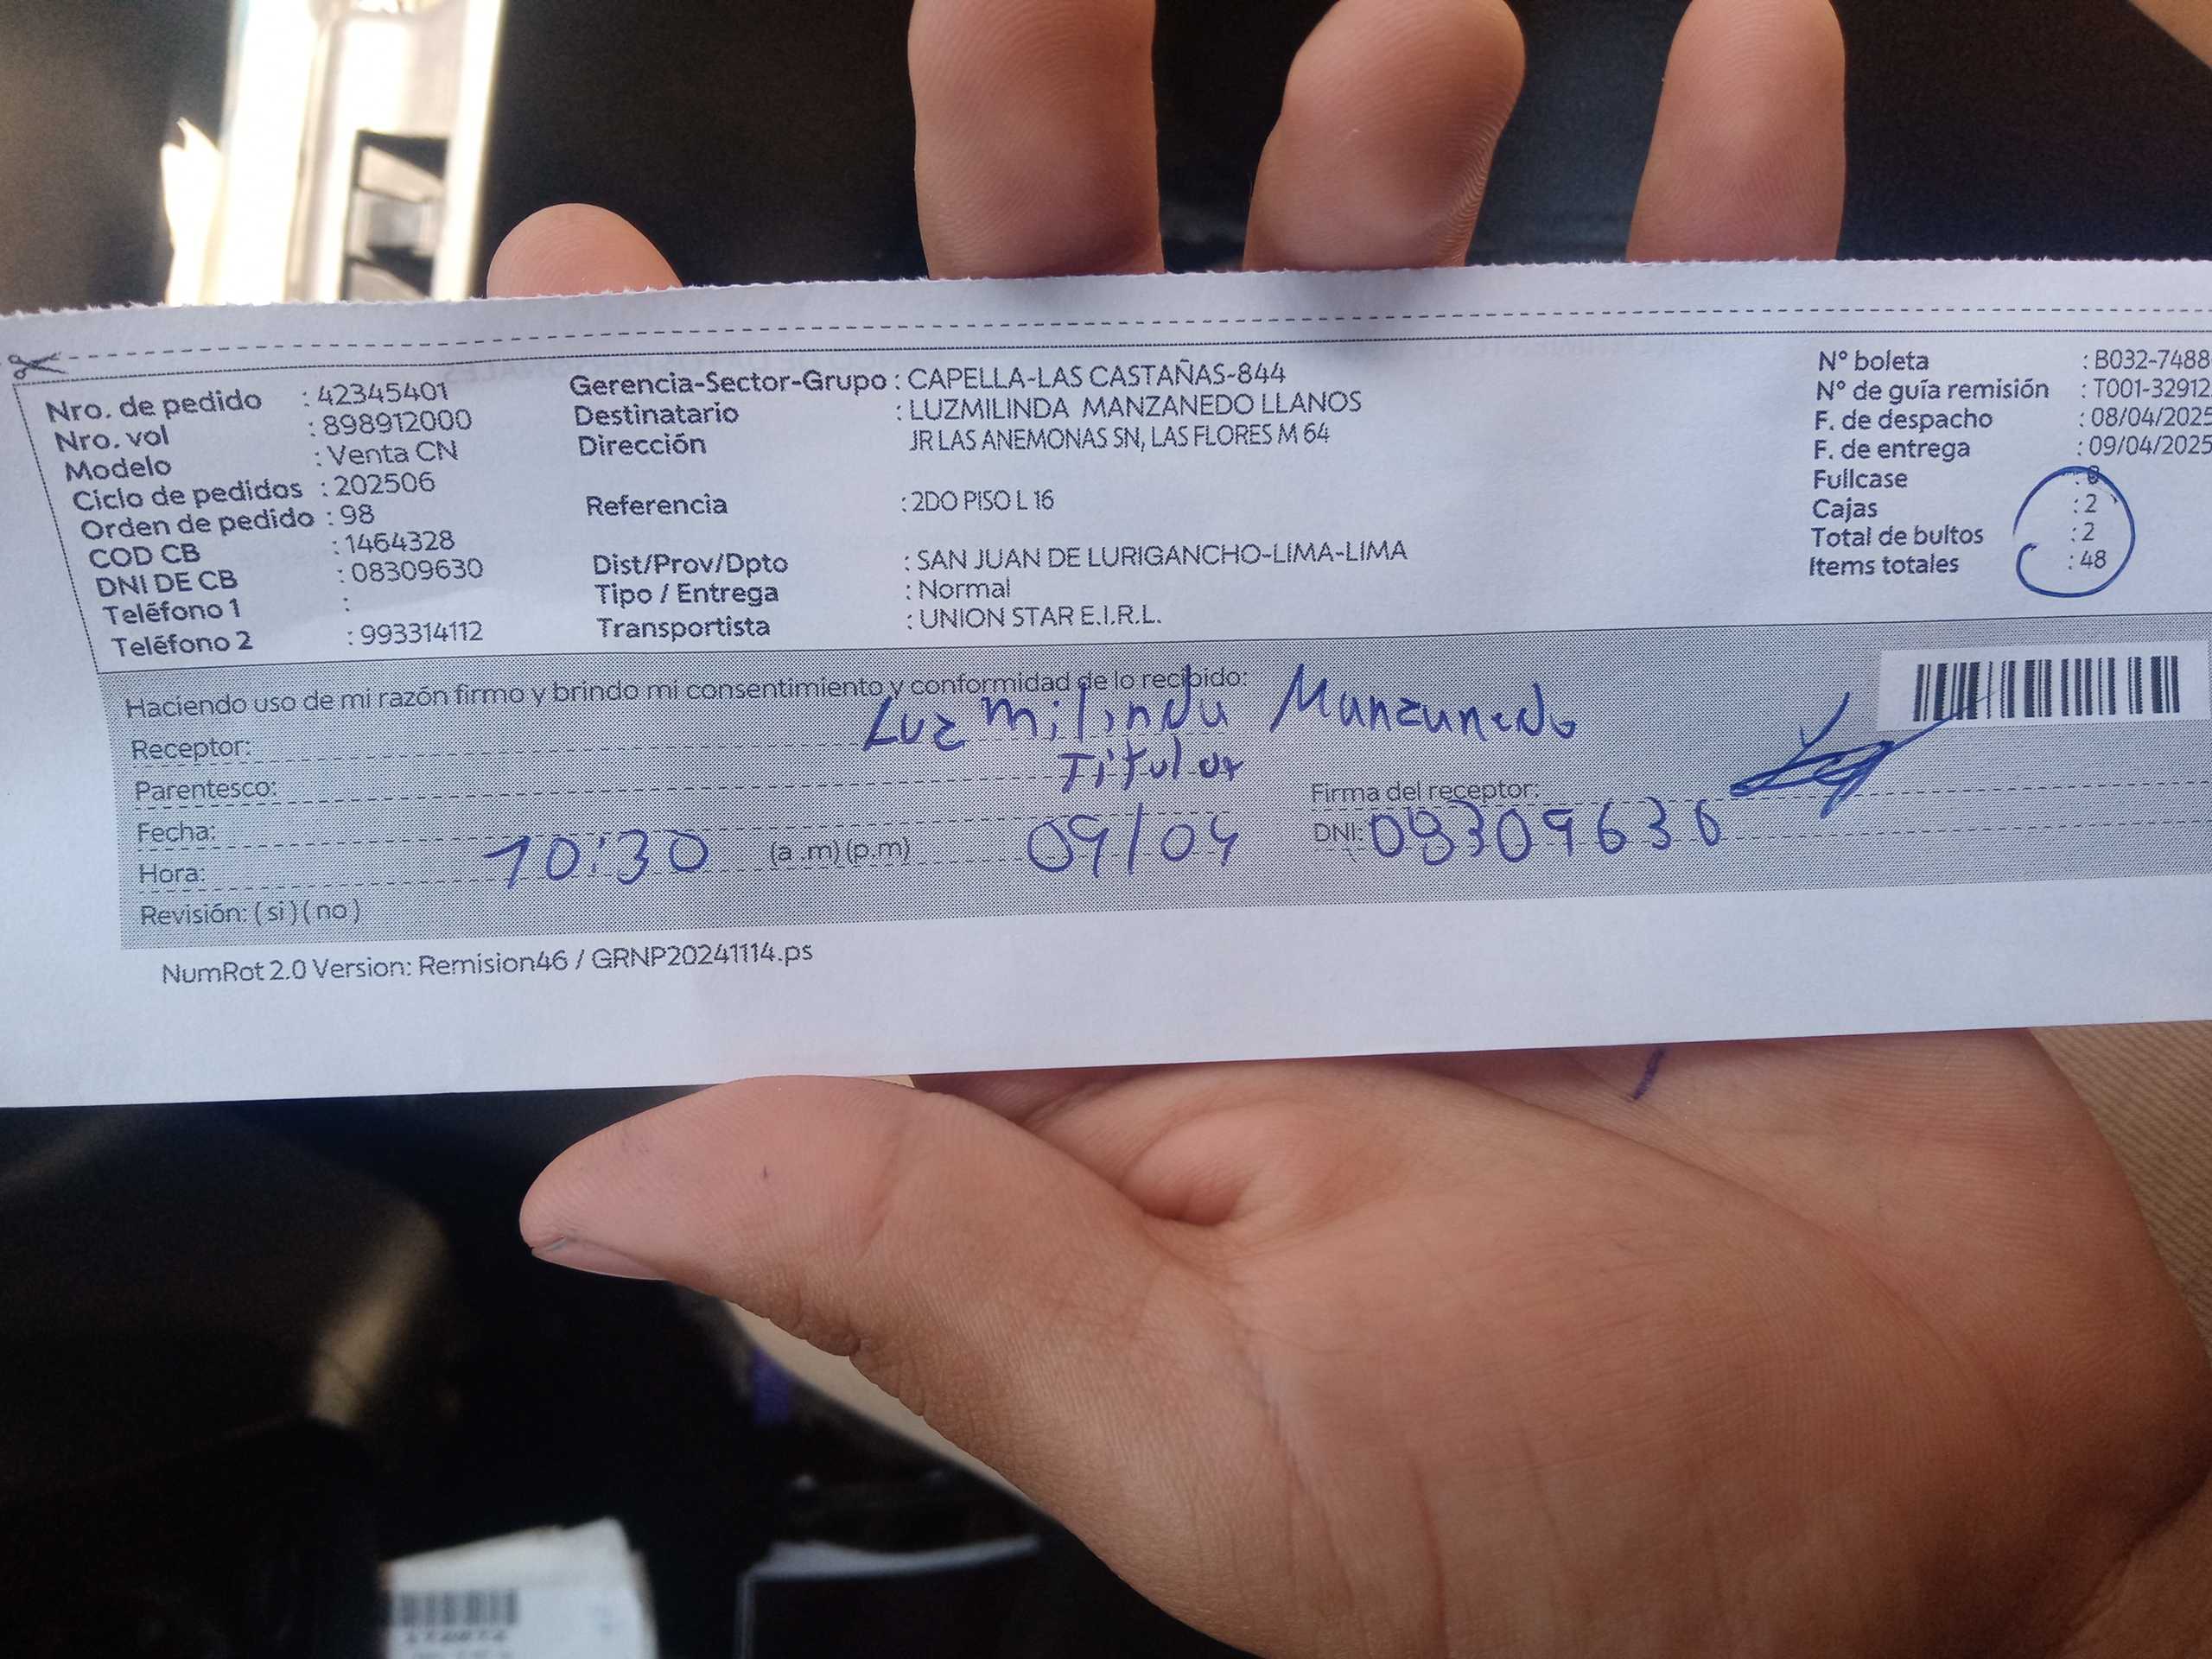 Nro. de pedido : 42345401
Nro. vol : 898912000
Modelo : Venta CN
Ciclo de pedidos : 202506
Orden de pedido : 98
COD CB : 1464328
DNI DE CB : 08309630
Teléfono 1 :
Teléfono 2 : 993314112
Gerencia-Sector-Grupo : CAPELLA-LAS CASTAÑAS-844
Destinatario : LUZMILINDA MANZANEDO LLANOS
Dirección JR LAS ANEMONAS SN, LAS FLORES M 64
Referencia : 2DO PISO L 16
Dist/Prov/Dpto : SAN JUAN DE LURIGANCHO-LIMA-LIMA
Tipo / Entrega : Normal
Transportista : UNION STAR E.I.R.L.
N° boleta : B032-7488
N° de guía remisión : T001-32912
F. de despacho : 08/04/2025
F. de entrega : 09/04/2025
Fullcase : 0
Cajas : 2
Total de bultos : 2
Items totales : 48
Haciendo uso de mi razón firmo y brindo mi consentimiento y conformidad de lo recibido:
Receptor: Luzmilinda Manzanedo
Parentesco: Titular
Firma del receptor:
Fecha: 09/04
DNI: 08309630
Hora: 10:30 (a .m) (p.m)
Revisión: ( si ) ( no )
NumRot 2.0 Version: Remision46 / GRNP20241114.ps